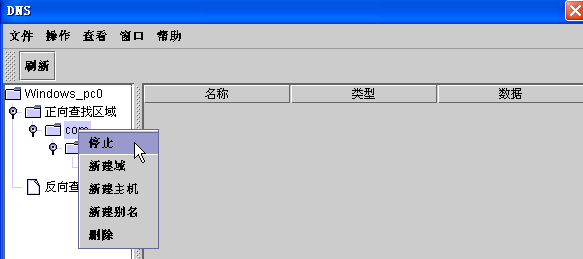 DNS
文件 操作 查看 窗口 帮助
刷新
Windows_pc0 名称 类型 数据
正向查找区域
com
停止
新建域
新建主机
反向查
新建别名
删除